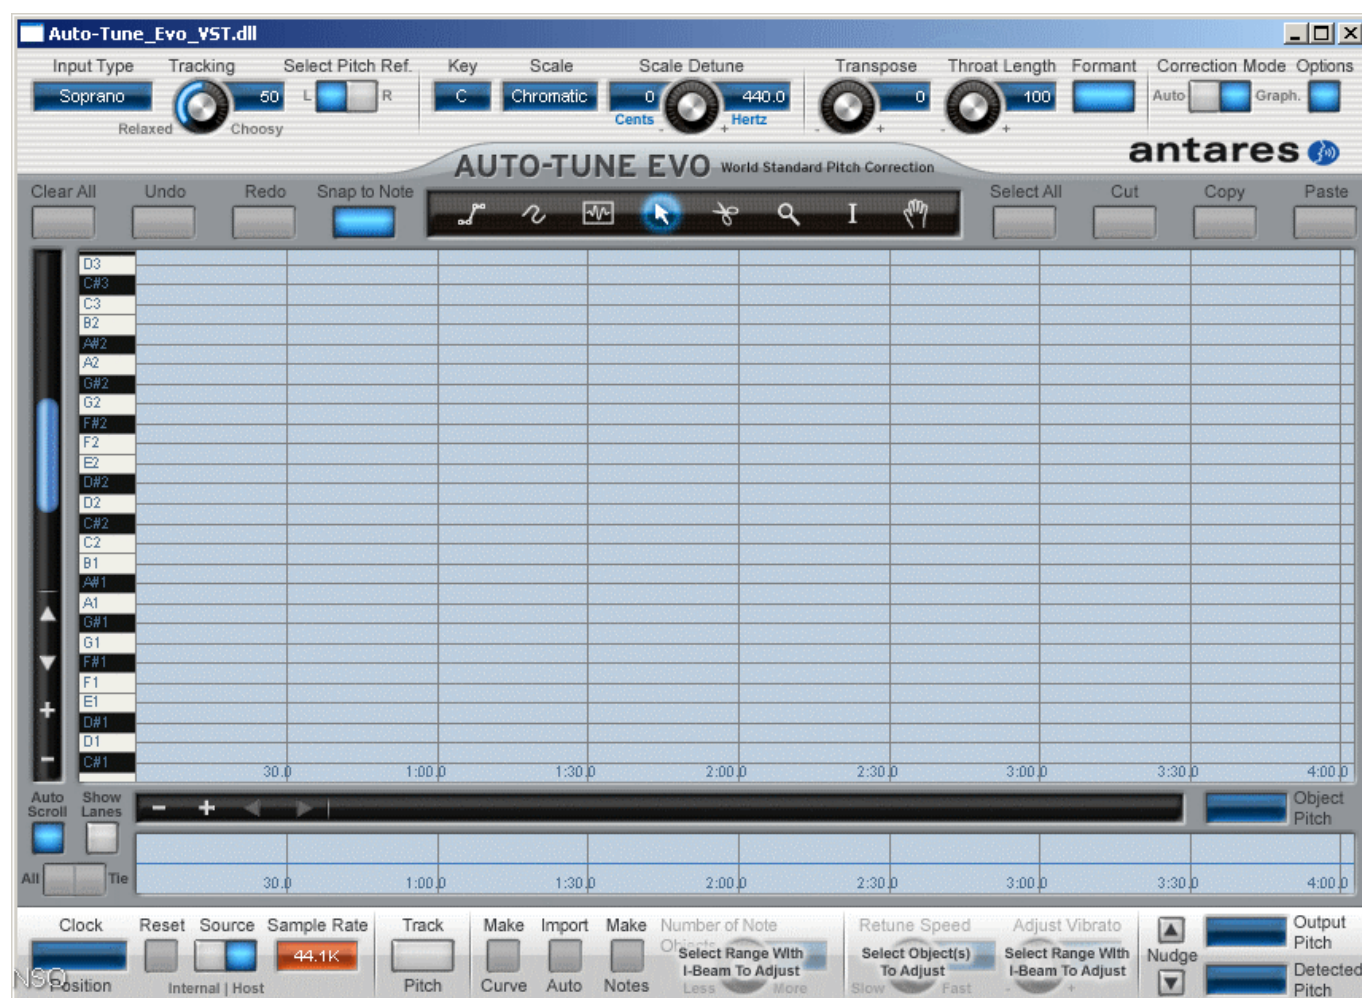 Auto-Tune_Evo_VST.dll
Input Type Tracking Select Pitch Ref. Key Scale Scale Detune Transpose Throat Length Formant Correction Mode Options
Soprano 50 L R C Chromatic 0 440.0 0 100 Auto Graph.
Relaxed Choosy Cents - + Hertz - + - +
antares
AUTO-TUNE EVO World Standard Pitch Correction
Clear All Undo Redo Snap to Note Select All Cut Copy Paste
D3
C#3
C3
B2
A#2
A2
G#2
G2
F#2
F2
E2
D#2
D2
C#2
C2
B1
A#1
A1
G#1
G1
F#1
F1
E1
D#1
D1
C#1
30.0 1:00.0 1:30.0 2:00.0 2:30.0 3:00.0 3:30.0 4:00.0
Auto Scroll Show Lanes Object Pitch
All Tie
30.0 1:00.0 1:30.0 2:00.0 2:30.0 3:00.0 3:30.0 4:00.0
Clock Reset Source Sample Rate Track Make Import Make Number of Note Retune Speed Adjust Vibrato Output Pitch
44.1K Objects Select Range With I-Beam To Adjust Select Object(s) To Adjust Select Range With I-Beam To Adjust Nudge
Position Internal | Host Pitch Curve Auto Notes Less More Slow Fast - + Detected Pitch